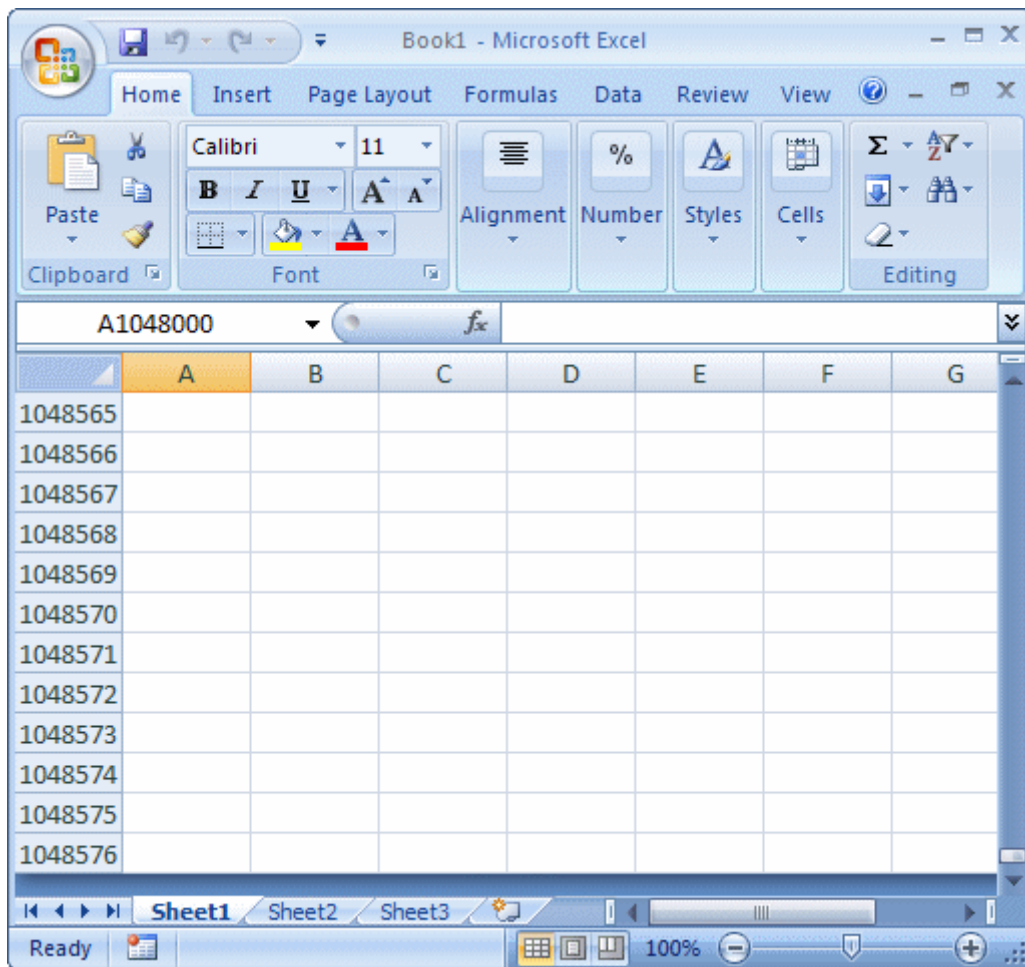 Book1 - Microsoft Excel
Home Insert Page Layout Formulas Data Review View
Calibri 11
B I U A A
A
Paste
Alignment Number Styles Cells
Clipboard Font Editing
A1048000 fx
A B C D E F G
1048565
1048566
1048567
1048568
1048569
1048570
1048571
1048572
1048573
1048574
1048575
1048576
Sheet1 Sheet2 Sheet3
Ready 100%